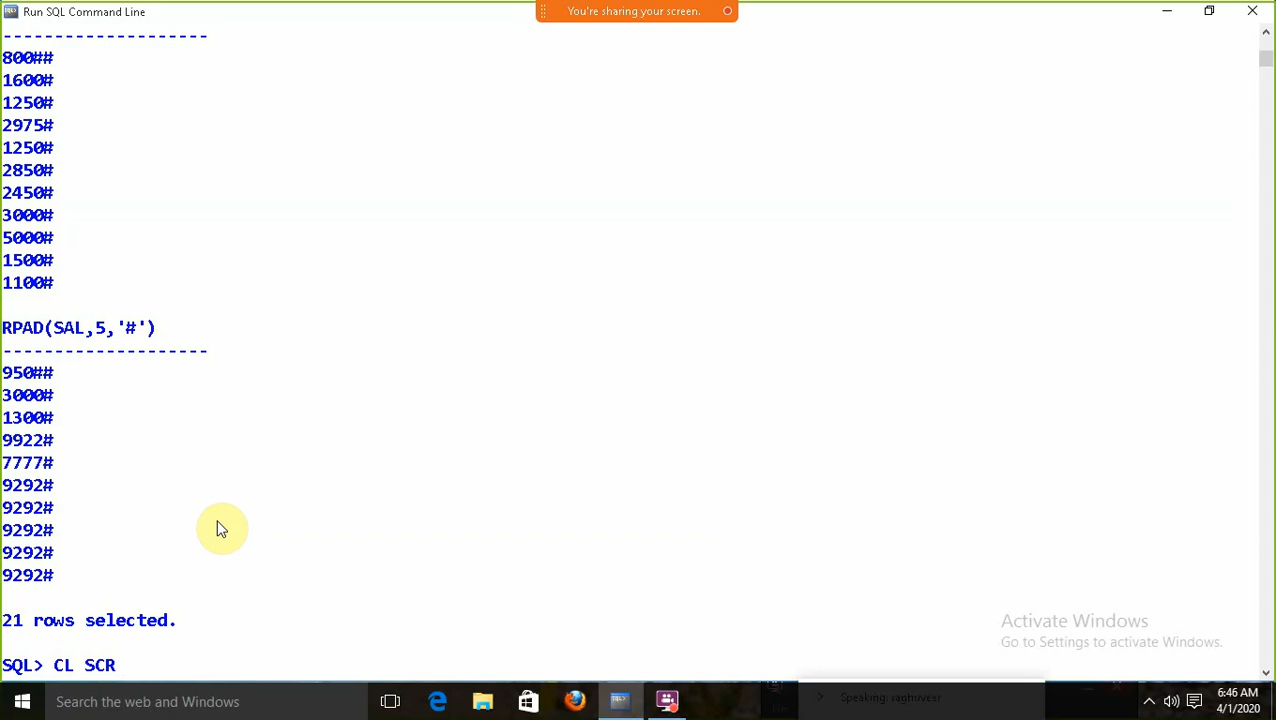 Run SQL Command Line
You're sharing your screen.
--------------------
800##
1600#
1250#
2975#
1250#
2850#
2450#
3000#
5000#
1500#
1100#
RPAD(SAL,5,'#')
--------------------
950##
3000#
1300#
9922#
7777#
9292#
9292#
9292#
9292#
9292#
21 rows selected.
SQL> CL SCR
Activate Windows
Go to Settings to activate Windows.
Search the web and Windows
Speaking: raghuveer
6:46 AM
4/1/2020